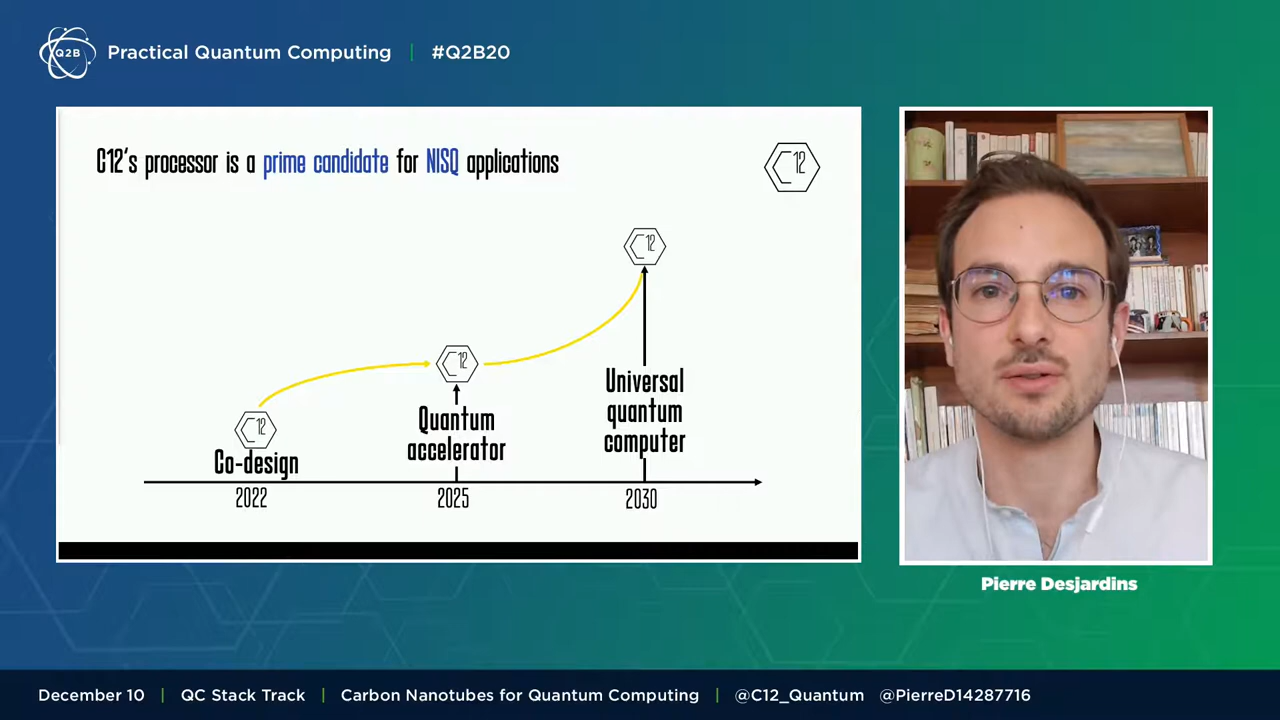 Q2B
Practical Quantum Computing | #Q2B20
C12's processor is a prime candidate for NISQ applications
C12
C12
C12
C12
Co-design
Quantum
accelerator
Universal
quantum
computer
2022
2025
2030
Pierre Desjardins
December 10 | QC Stack Track | Carbon Nanotubes for Quantum Computing | @C12_Quantum @PierreD14287716